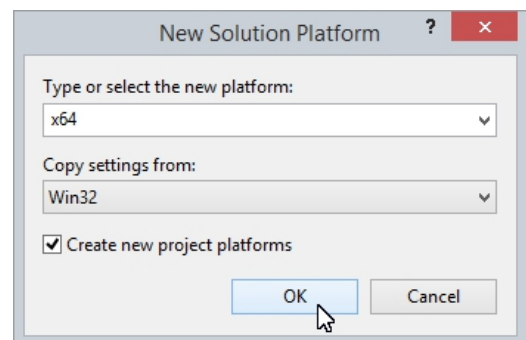 New Solution Platform
Type or select the new platform:
x64
Copy settings from:
Win32
Create new project platforms
OK Cancel